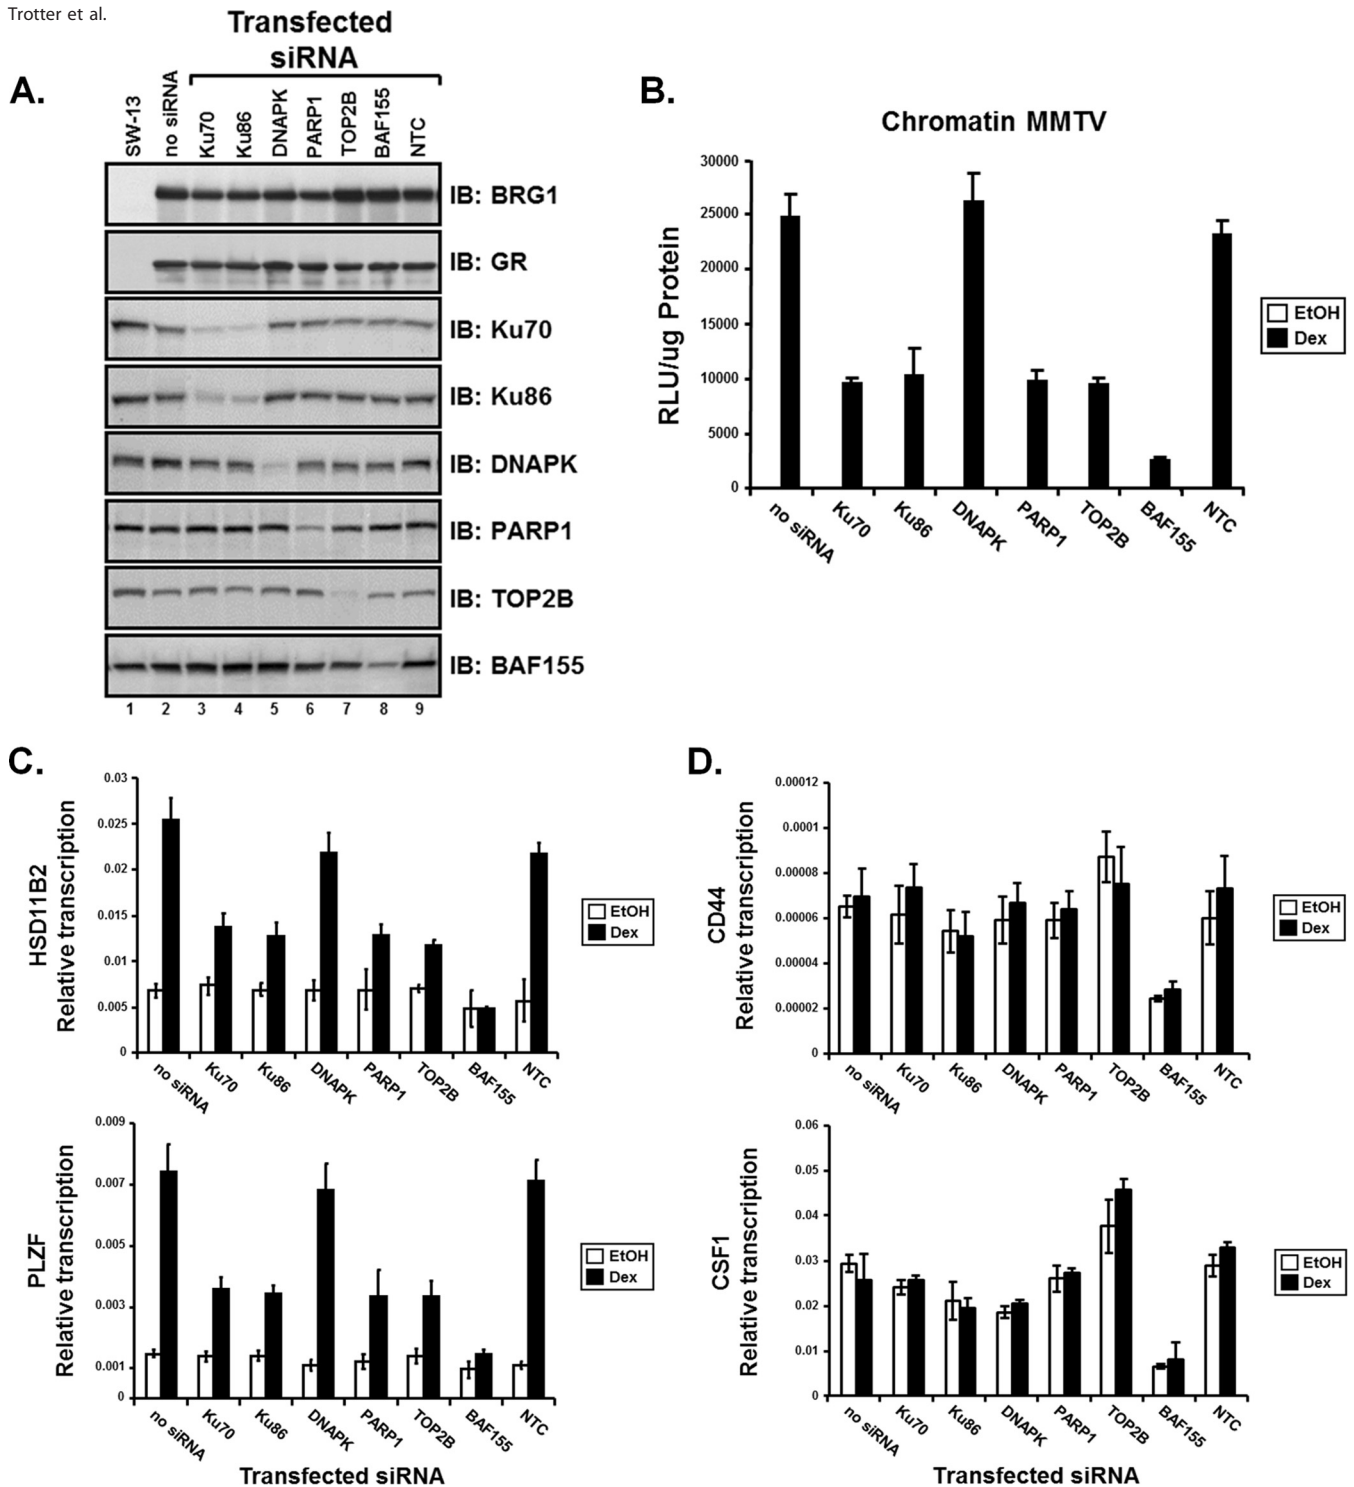 Trotter et al.
Transfected
siRNA
A.
SW-13
no siRNA
Ku70
Ku86
DNAPK
PARP1
TOP2B
BAF155
NTC
IB: BRG1
IB: GR
IB: Ku70
IB: Ku86
IB: DNAPK
IB: PARP1
IB: TOP2B
IB: BAF155
1 2 3 4 5 6 7 8 9
B.
Chromatin MMTV
RLU/ug Protein
30000
25000
20000
15000
10000
5000
0
no siRNA
Ku70
Ku86
DNAPK
PARP1
TOP2B
BAF155
NTC
EtOH
Dex
C.
HSD11B2
Relative transcription
0.03
0.025
0.02
0.015
0.01
0.005
0
no siRNA
Ku70
Ku86
DNAPK
PARP1
TOP2B
BAF155
NTC
EtOH
Dex
PLZF
Relative transcription
0.009
0.007
0.005
0.003
0.001
0
no siRNA
Ku70
Ku86
DNAPK
PARP1
TOP2B
BAF155
NTC
EtOH
Dex
Transfected siRNA
D.
CD44
Relative transcription
0.00012
0.0001
0.00008
0.00006
0.00004
0.00002
0
no siRNA
Ku70
Ku86
DNAPK
PARP1
TOP2B
BAF155
NTC
EtOH
Dex
CSF1
Relative transcription
0.06
0.05
0.04
0.03
0.02
0.01
0
no siRNA
Ku70
Ku86
DNAPK
PARP1
TOP2B
BAF155
NTC
EtOH
Dex
Transfected siRNA